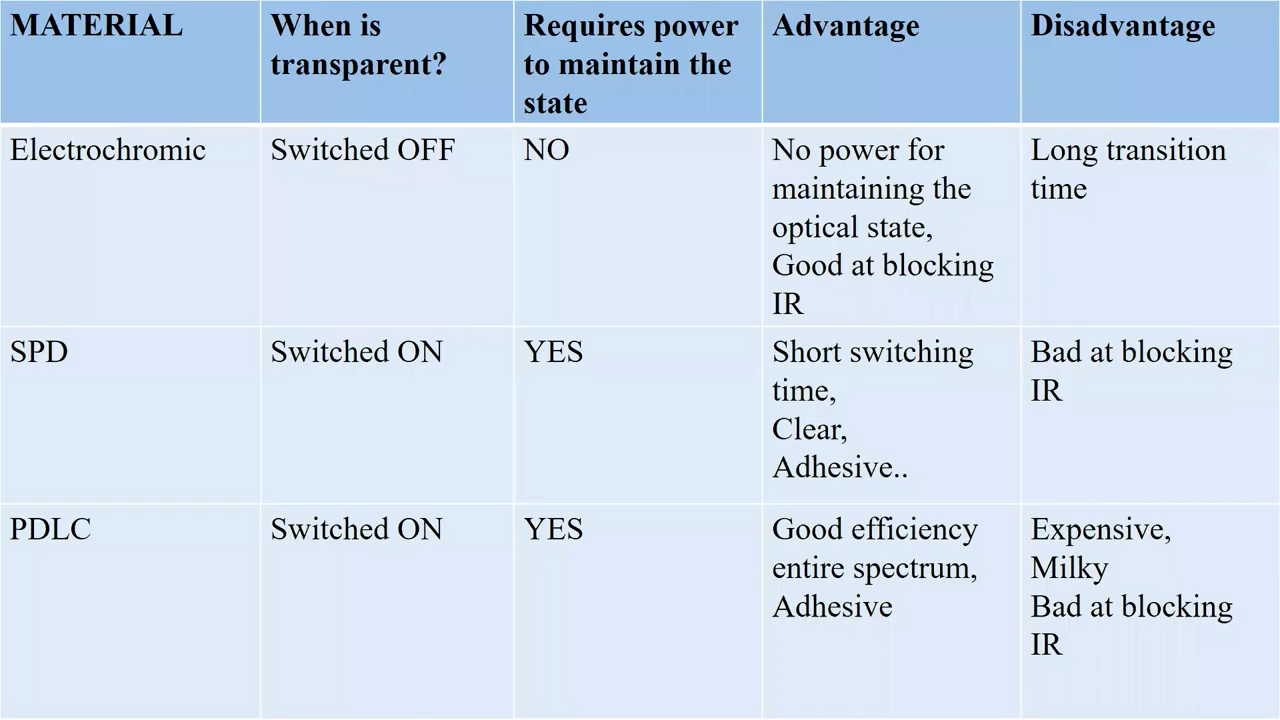 MATERIAL
When is
transparent?
Requires power
to maintain the
state
Advantage
Disadvantage
Electrochromic
Switched OFF
NO
No power for
maintaining the
optical state,
Good at blocking
IR
Long transition
time
SPD
Switched ON
YES
Short switching
time,
Clear,
Adhesive..
Bad at blocking
IR
PDLC
Switched ON
YES
Good efficiency
entire spectrum,
Adhesive
Expensive,
Milky
Bad at blocking
IR